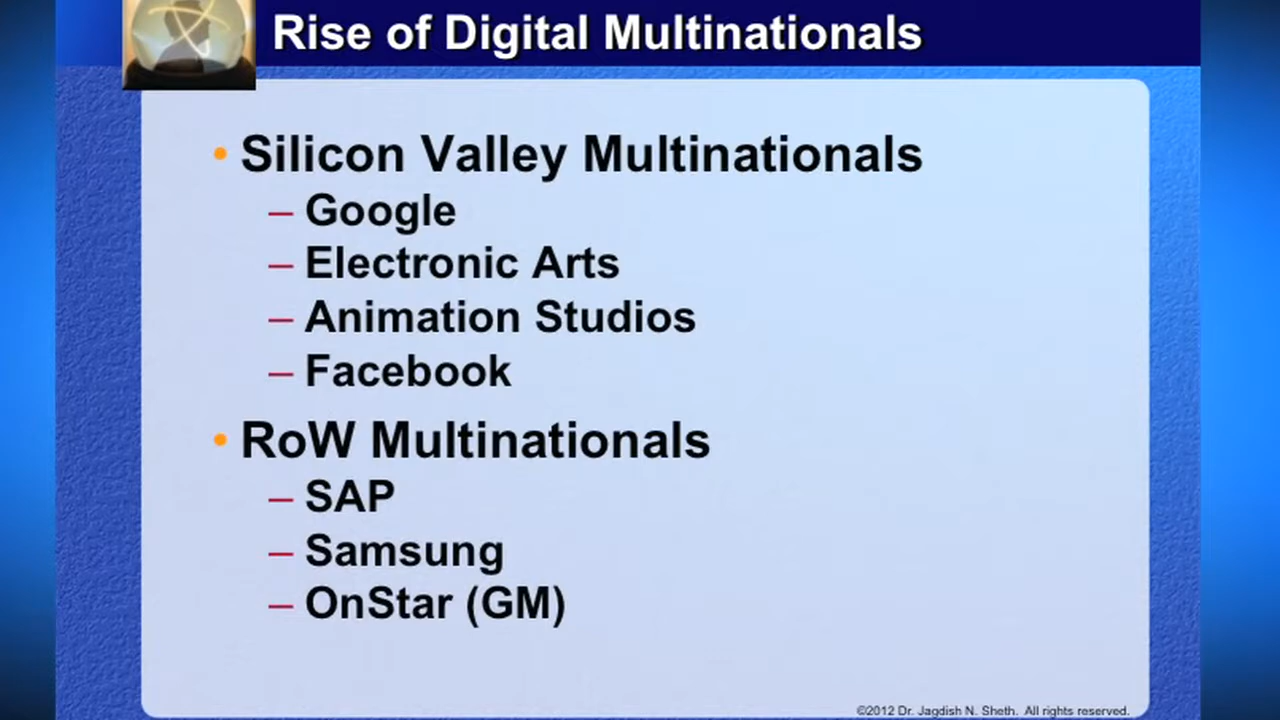 Rise of Digital Multinationals
• Silicon Valley Multinationals
– Google
– Electronic Arts
– Animation Studios
– Facebook
• RoW Multinationals
– SAP
– Samsung
– OnStar (GM)
©2012 Dr. Jagdish N. Sheth. All rights reserved.